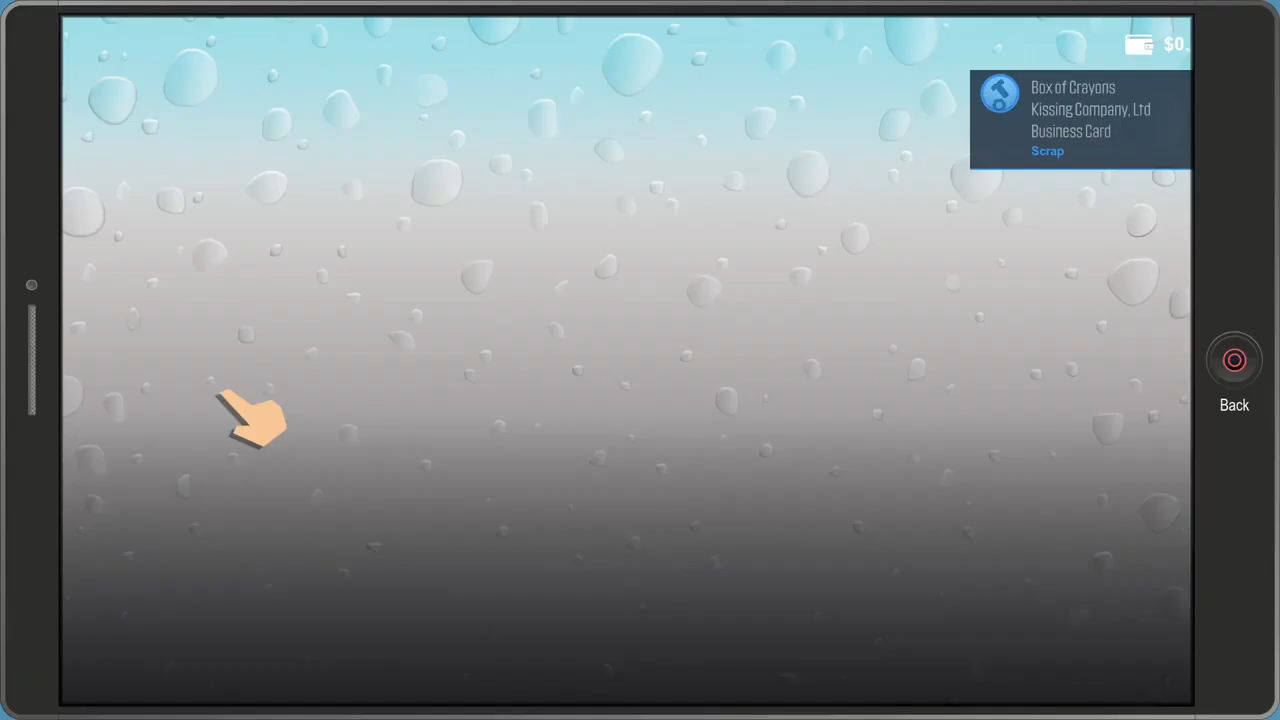 $0.
Box of Crayons
Kissing Company, Ltd
Business Card
Scrap
Back